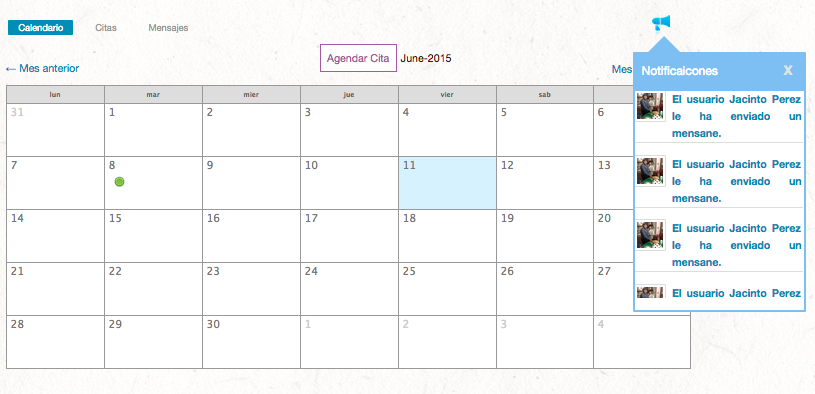 Calendario Citas Mensajes
← Mes anterior
Agendar Cita June-2015
Mes
lun mar mier jue vier sab
31 1 2 3 4 5 6
7 8 9 10 11 12 13
14 15 16 17 18 19 20
21 22 23 24 25 26 27
28 29 30 1 2 3 4
Notificaicones X
El usuario Jacinto Perez
le ha enviado un
mensane.
El usuario Jacinto Perez
le ha enviado un
mensane.
El usuario Jacinto Perez
le ha enviado un
mensane.
El usuario Jacinto Perez